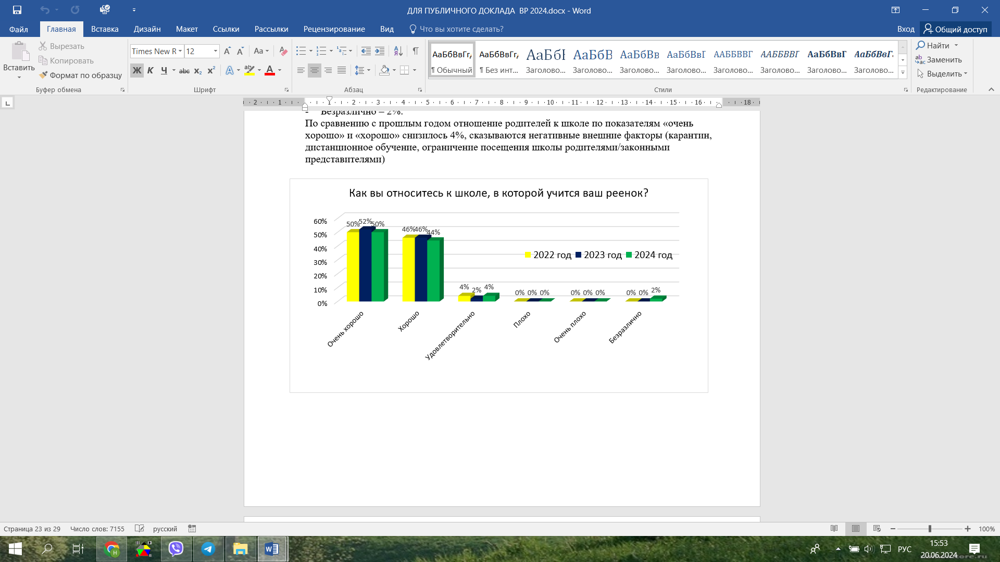 ДЛЯ ПУБЛИЧНОГО ДОКЛАДА  ВР 2024.docx - Word
Файл Главная Вставка Дизайн Макет Ссылки Рассылки Рецензирование Вид Что вы хотите сделать? Вход Общий доступ
Вставить
Вырезать
Копировать
Формат по образцу
Буфер обмена
Times New R 12 Aa
Ж К Ч abc x₂ x² A ab A
Шрифт
Абзац
АаБбВвГг, АаБбВвГг, АаБбІ АаБбВ АаБбВв АаБбВвГ ААББВВГ ААББВВГ АаБбВвГ АаБбВвГ.
¶ Обычный ¶ Без инт... Заголово... Заголово... Заголово... Заголово... Заголово... Заголово... Заголово... Заголово...
Стили
Найти
Заменить
Выделить
Редактирование
2 1 1 2 3 4 5 6 7 8 9 10 11 12 13 14 15 16 18
- Безразлично – 2%.
По сравнению с прошлым годом отношение родителей к школе по показателям «очень
хорошо» и «хорошо» снизилось 4%, сказываются негативные внешние факторы (карантин,
дистанционное обучение, ограничение посещения школы родителями/законными
представителями)
Как вы относитесь к школе, в которой учится ваш реенок?
60%
50%
40%
30%
20%
10%
0%
50% 52% 50%
46% 46% 44%
4% 2% 4%
0% 0% 0%
0% 0% 0%
0% 0% 2%
2022 год 2023 год 2024 год
Очень хорошо
Хорошо
Удовлетворительно
Плохо
Очень плохо
Безразлично
Страница 23 из 29 Число слов: 7155 русский 100%
РУС
15:53
20.06.2024